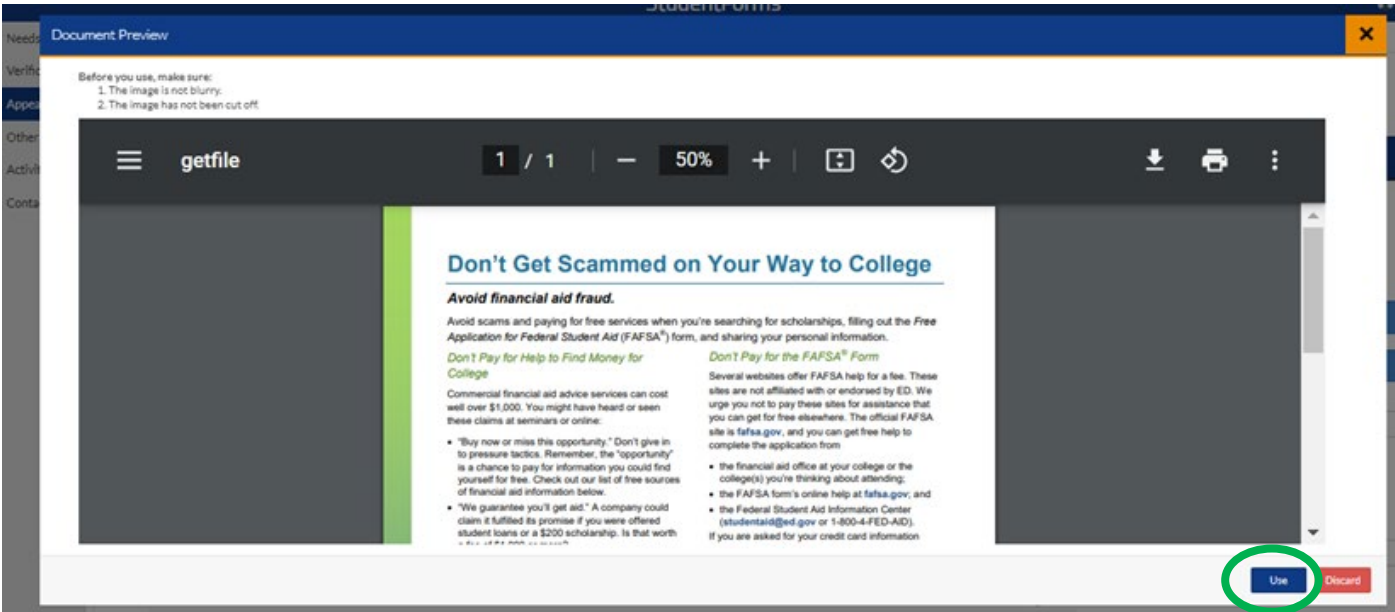 StudentForms
Needs
Document Preview
Verific
Before you use, make sure:
1. The image is not blurry.
2. The image has not been cut off.
Appea
Other
Activit
Conta
getfile
1 / 1
50%
Don't Get Scammed on Your Way to College
Avoid financial aid fraud.
Avoid scams and paying for free services when you're searching for scholarships, filling out the Free
Application for Federal Student Aid (FAFSA®) form, and sharing your personal information.
Don't Pay for Help to Find Money for
College
Commercial financial aid advice services can cost
well over $1,000. You might have heard or seen
these claims at seminars or online:
• "Buy now or miss this opportunity." Don't give in
to pressure tactics. Remember, the "opportunity"
is a chance to pay for information you could find
yourself for free. Check out our list of free sources
of financial aid information below.
• "We guarantee you'll get aid." A company could
claim it fulfilled its promise if you were offered
student loans or a $200 scholarship. Is that worth
a fee of $1,000 or more?
Don't Pay for the FAFSA® Form
Several websites offer FAFSA help for a fee. These
sites are not affiliated with or endorsed by ED. We
urge you not to pay these sites for assistance that
you can get for free elsewhere. The official FAFSA
site is fafsa.gov, and you can get free help to
complete the application from
• the financial aid office at your college or the
college(s) you're thinking about attending;
• the FAFSA form's online help at fafsa.gov; and
• the Federal Student Aid Information Center
(studentaid@ed.gov or 1-800-4-FED-AID).
If you are asked for your credit card information
Use
Discard